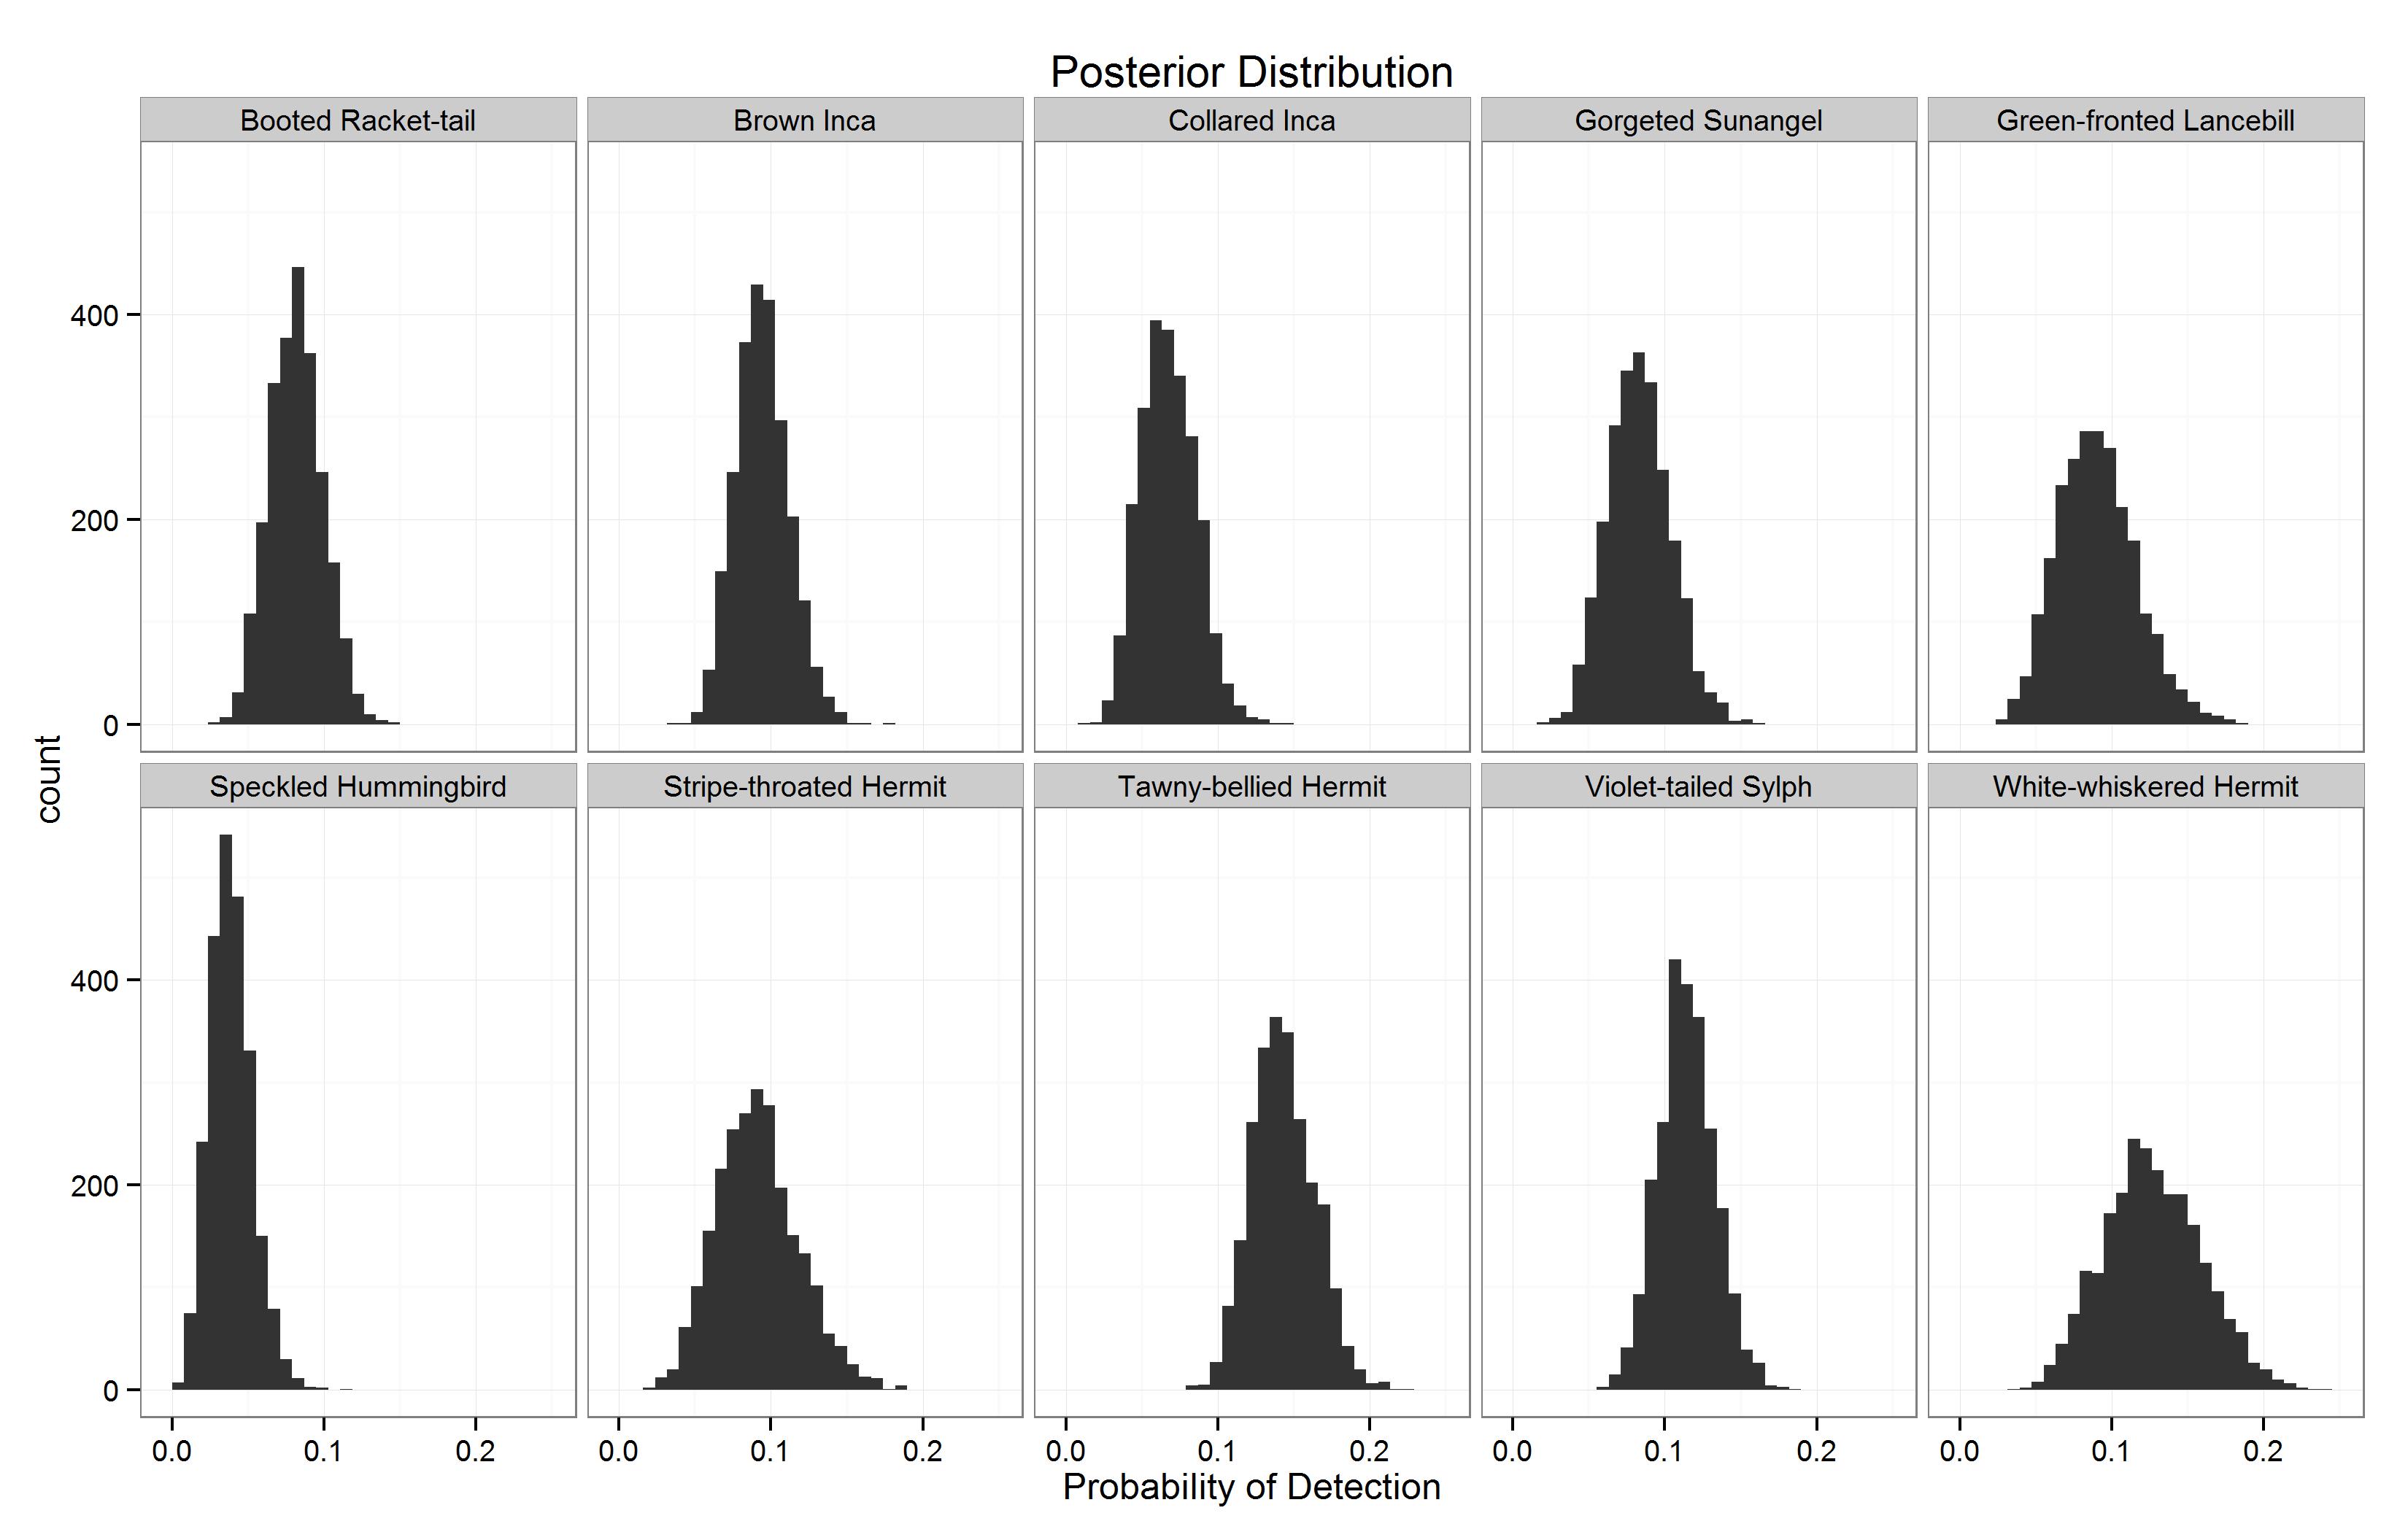 Posterior Distribution
Booted Racket-tail Brown Inca Collared Inca Gorgeted Sunangel Green-fronted Lancebill
400
200
0
count
Speckled Hummingbird Stripe-throated Hermit Tawny-bellied Hermit Violet-tailed Sylph White-whiskered Hermit
400
200
0
0.0 0.1 0.2 0.0 0.1 0.2 0.0 0.1 0.2 0.0 0.1 0.2 0.0 0.1 0.2
Probability of Detection